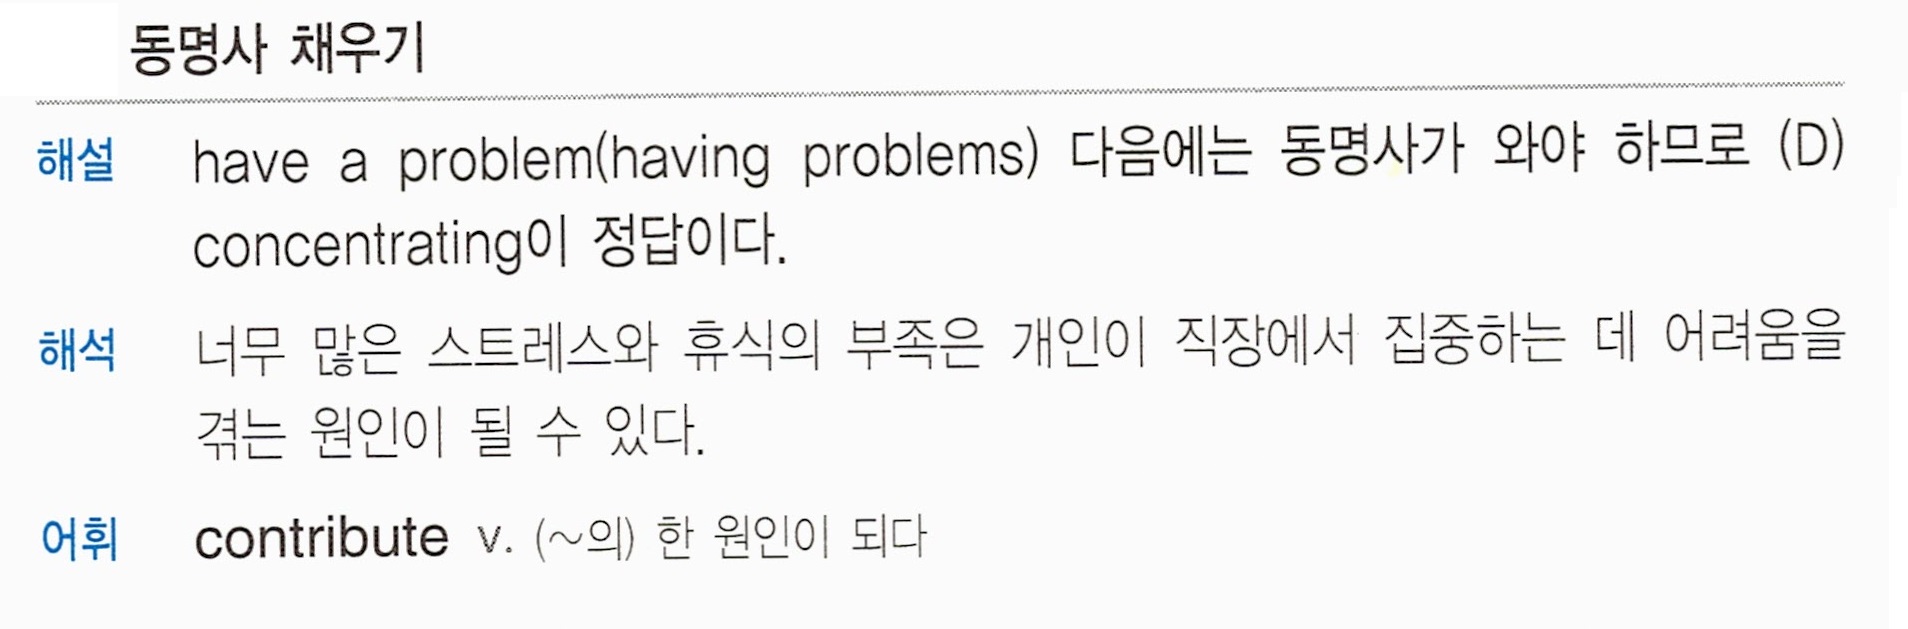 동명사 채우기
해설 have a problem(having problems) 다음에는 동명사가 와야 하므로 (D)
concentrating이 정답이다.
해석 너무 많은 스트레스와 휴식의 부족은 개인이 직장에서 집중하는 데 어려움을
겪는 원인이 될 수 있다.
어휘 contribute v. (~의) 한 원인이 되다